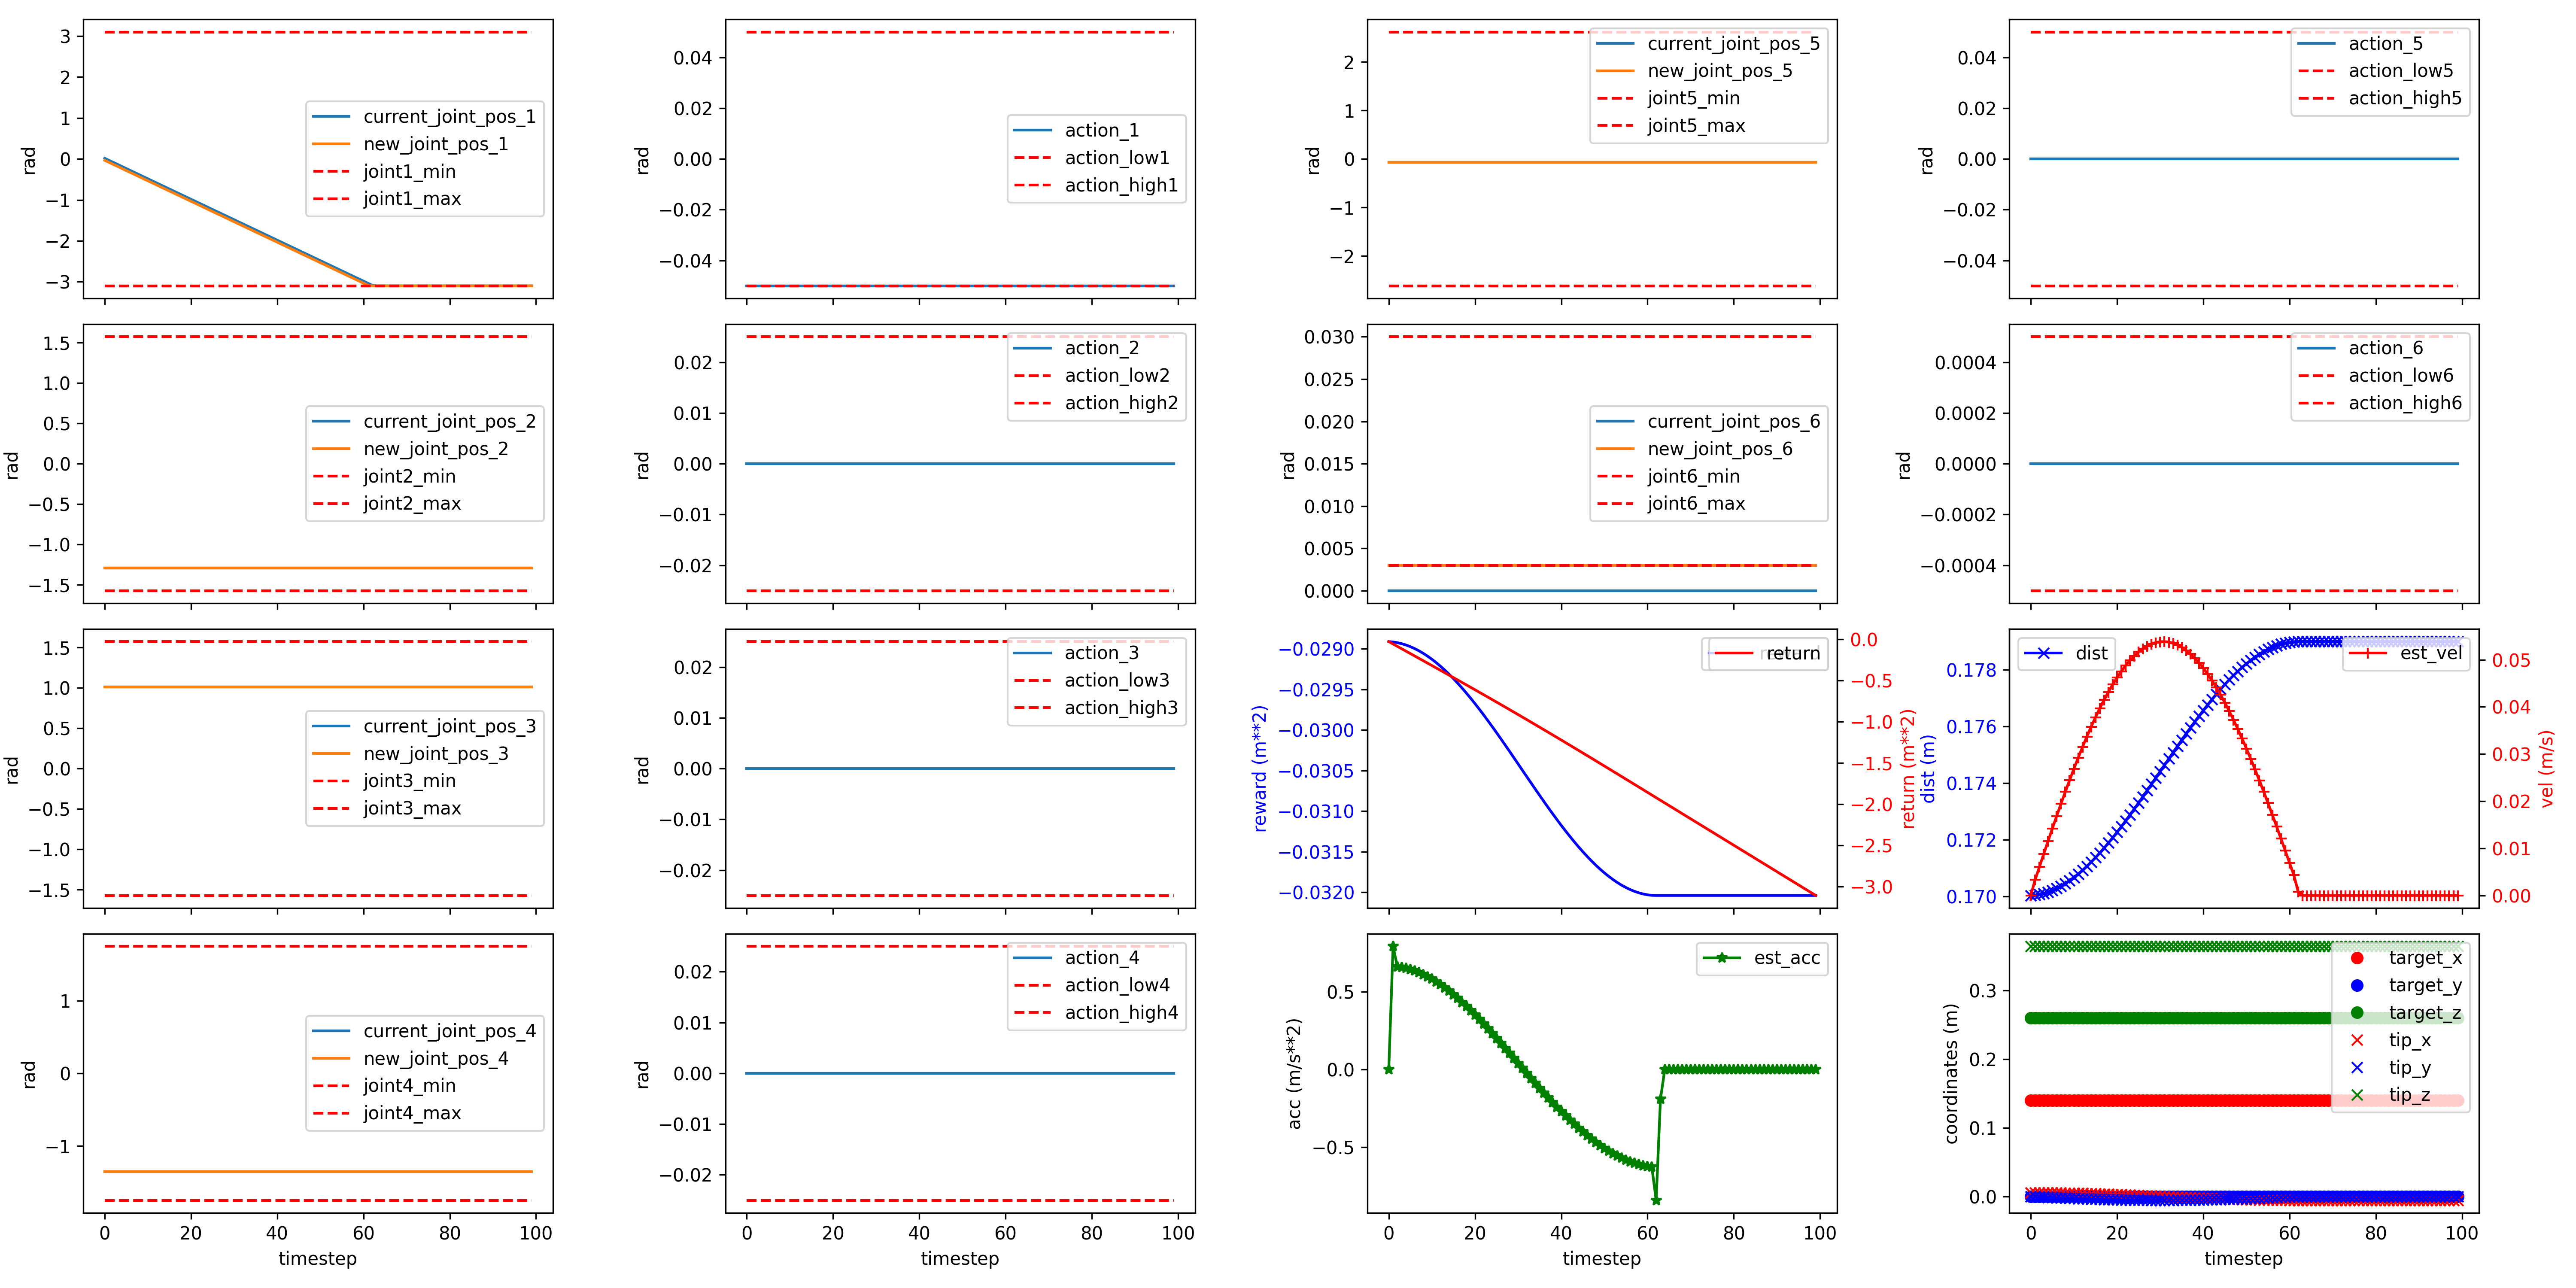 3
2
1
0
−1
−2
−3
rad
current_joint_pos_1
new_joint_pos_1
joint1_min
joint1_max
0.04
0.02
0.00
−0.02
−0.04
rad
action_1
action_low1
action_high1
2
1
0
−1
−2
rad
current_joint_pos_5
new_joint_pos_5
joint5_min
joint5_max
0.04
0.02
0.00
−0.02
−0.04
rad
action_5
action_low5
action_high5
1.5
1.0
0.5
0.0
−0.5
−1.0
−1.5
rad
current_joint_pos_2
new_joint_pos_2
joint2_min
joint2_max
0.02
0.01
0.00
−0.01
−0.02
rad
action_2
action_low2
action_high2
0.030
0.025
0.020
0.015
0.010
0.005
0.000
rad
current_joint_pos_6
new_joint_pos_6
joint6_min
joint6_max
0.0004
0.0002
0.0000
−0.0002
−0.0004
rad
action_6
action_low6
action_high6
1.5
1.0
0.5
0.0
−0.5
−1.0
−1.5
rad
current_joint_pos_3
new_joint_pos_3
joint3_min
joint3_max
0.02
0.01
0.00
−0.01
−0.02
rad
action_3
action_low3
action_high3
−0.0290
−0.0295
−0.0300
−0.0305
−0.0310
−0.0315
−0.0320
reward (m**2)
return
0.0
−0.5
−1.0
−1.5
−2.0
−2.5
−3.0
return (m**2)
0.178
0.176
0.174
0.172
0.170
dist (m)
dist
est_vel
0.05
0.04
0.03
0.02
0.01
0.00
vel (m/s)
1
0
−1
rad
current_joint_pos_4
new_joint_pos_4
joint4_min
joint4_max
0 20 40 60 80 100
timestep
0.02
0.01
0.00
−0.01
−0.02
rad
action_4
action_low4
action_high4
0 20 40 60 80 100
timestep
0.5
0.0
−0.5
acc (m/s**2)
est_acc
0 20 40 60 80 100
timestep
0.3
0.2
0.1
0.0
coordinates (m)
target_x
target_y
target_z
tip_x
tip_y
tip_z
0 20 40 60 80 100
timestep